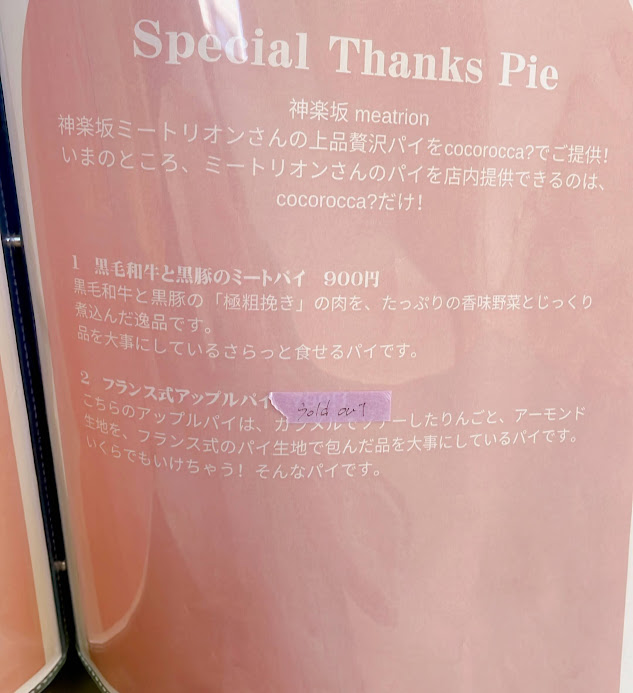 Special Thanks Pie
神楽坂 meatrion
神楽坂ミートリオンさんの上品贅沢パイをcocorocca?でご提供!
いまのところ、ミートリオンさんのパイを店内提供できるのは、
cocorocca?だけ!
1 黒毛和牛と黒豚のミートパイ 900円
黒毛和牛と黒豚の「極粗挽き」の肉を、たっぷりの香味野菜とじっくり
煮込んだ逸品です。
品を大事にしているさらっと食せるパイです。
2 フランス式アップルパイ
sold out
こちらのアップルパイは、カラメルでソテーしたりんごと、アーモンド
生地を、フランス式のパイ生地で包んだ品を大事にしているパイです。
いくらでもいけちゃう!そんなパイです。